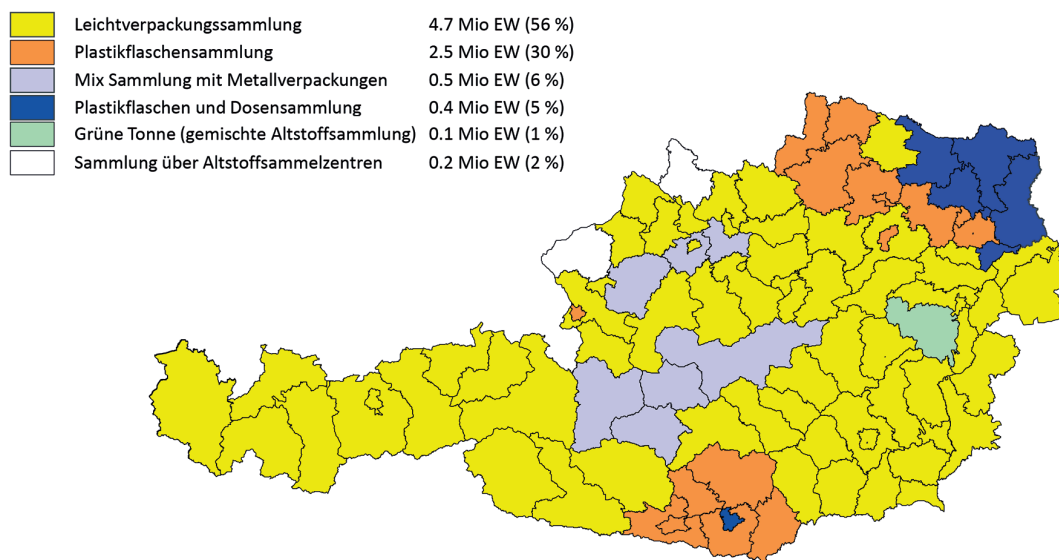 Leichtverpackungssammlung 4.7 Mio EW (56 %)
Plastikflaschensammlung 2.5 Mio EW (30 %)
Mix Sammlung mit Metallverpackungen 0.5 Mio EW (6 %)
Plastikflaschen und Dosensammlung 0.4 Mio EW (5 %)
Grüne Tonne (gemischte Altstoffsammlung) 0.1 Mio EW (1 %)
Sammlung über Altstoffsammelzentren 0.2 Mio EW (2 %)